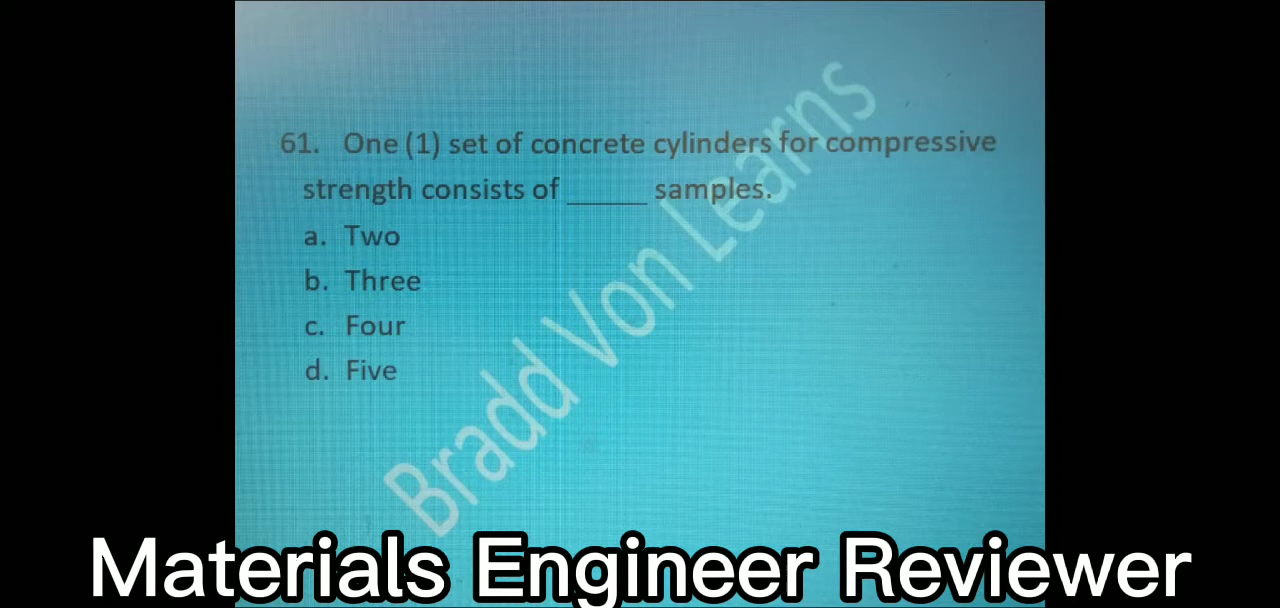 61. One (1) set of concrete cylinders for compressive
strength consists of ______ samples.
a. Two
b. Three
c. Four
d. Five
Bradd Von Learns
Materials Engineer Reviewer